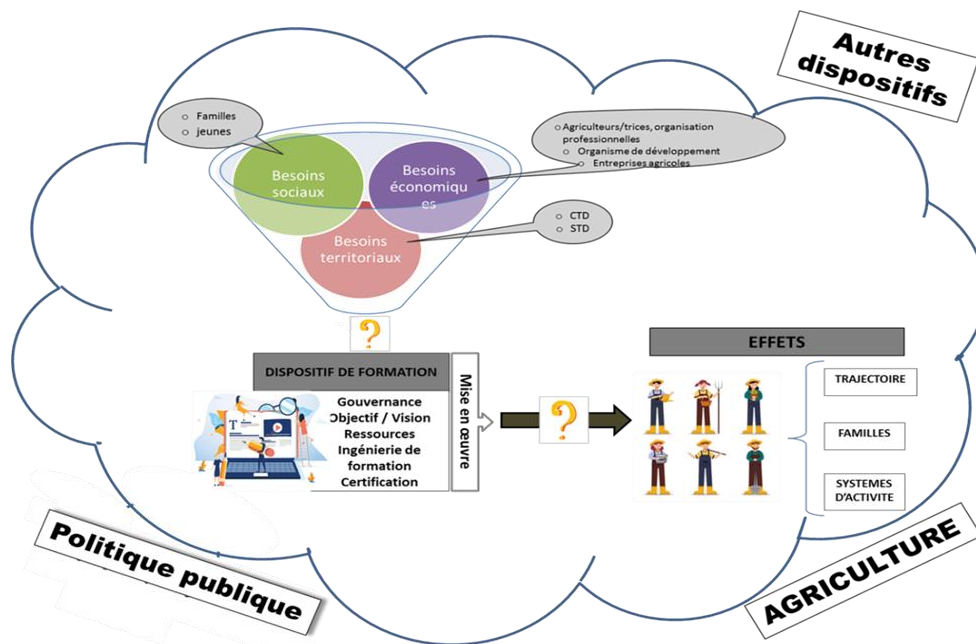 Autres
dispositifs
o Familles
o jeunes
o Agriculteurs/trices, organisation
professionnelles
o Organisme de développement
o Entreprises agricoles
Besoins
sociaux
Besoins
économiqu
es
o CTD
o STD
Besoins
territoriaux
?
DISPOSITIF DE FORMATION
Gouvernance
Objectif / Vision
Ressources
Ingénierie de
formation
Certification
T
Mise en œuvre
?
EFFETS
TRAJECTOIRE
FAMILLES
SYSTEMES
D'ACTIVITE
Politique publique
AGRICULTURE